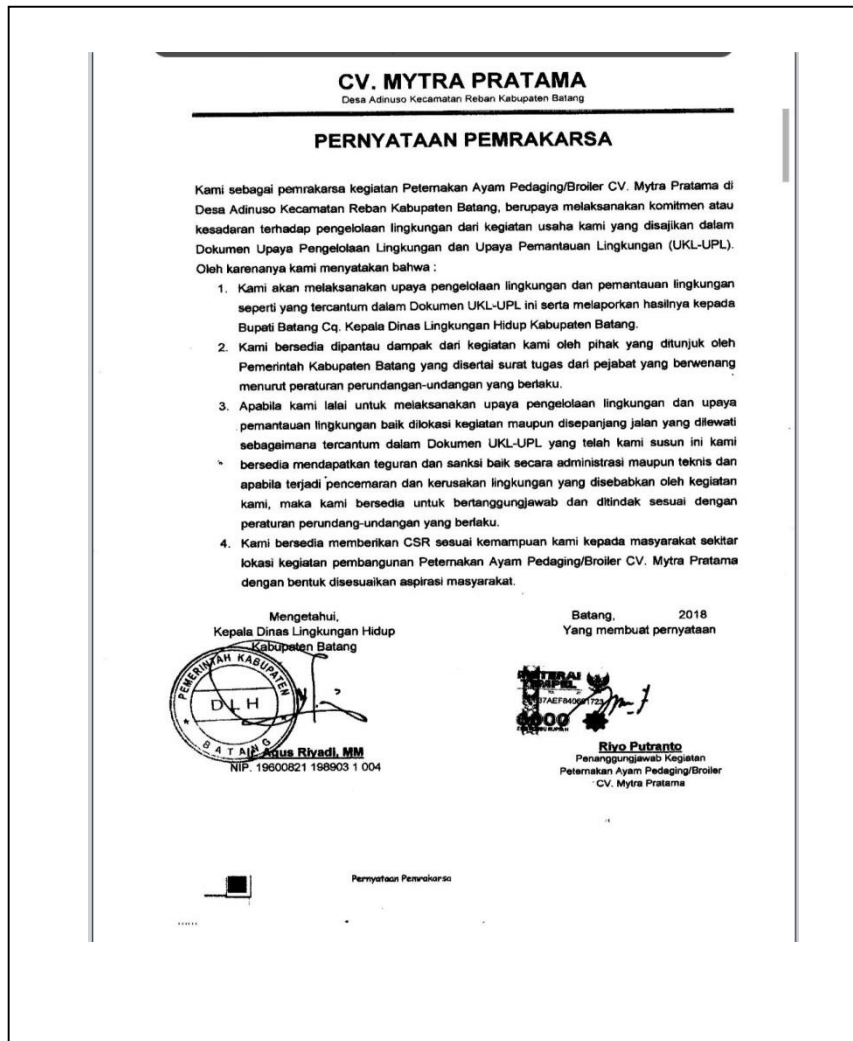 CV. MYTRA PRATAMA
Desa Adinuso Kecamatan Reban Kabupaten Batang
PERNYATAAN PEMRAKARSA
Kami sebagai pemrakarsa kegiatan Peternakan Ayam Pedaging/Broiler CV. Mytra Pratama di
Desa Adinuso Kecamatan Reban Kabupaten Batang, berupaya melaksanakan komitmen atau
kesadaran terhadap pengelolaan lingkungan dari kegiatan usaha kami yang disajikan dalam
Dokumen Upaya Pengelolaan Lingkungan dan Upaya Pemantauan Lingkungan (UKL-UPL).
Oleh karenanya kami menyatakan bahwa :
1. Kami akan melaksanakan upaya pengelolaan lingkungan dan pemantauan lingkungan
seperti yang tercantum dalam Dokumen UKL-UPL ini serta melaporkan hasilnya kepada
Bupati Batang Cq. Kepala Dinas Lingkungan Hidup Kabupaten Batang.
2. Kami bersedia dipantau dampak dari kegiatan kami oleh pihak yang ditunjuk oleh
Pemerintah Kabupaten Batang yang disertai surat tugas dari pejabat yang berwenang
menurut peraturan perundangan-undangan yang berlaku.
3. Apabila kami lalai untuk melaksanakan upaya pengelolaan lingkungan dan upaya
pemantauan lingkungan baik dilokasi kegiatan maupun disepanjang jalan yang dilewati
sebagaimana tercantum dalam Dokumen UKL-UPL yang telah kami susun ini kami
bersedia mendapatkan teguran dan sanksi baik secara administrasi maupun teknis dan
apabila terjadi pencemaran dan kerusakan lingkungan yang disebabkan oleh kegiatan
kami, maka kami bersedia untuk bertanggungjawab dan ditindak sesuai dengan
peraturan perundang-undangan yang berlaku.
4. Kami bersedia memberikan CSR sesuai kemampuan kami kepada masyarakat sekitar
lokasi kegiatan pembangunan Peternakan Ayam Pedaging/Broiler CV. Mytra Pratama
dengan bentuk disesuaikan aspirasi masyarakat.
Mengetahui,
Kepala Dinas Lingkungan Hidup
Kabupaten Batang
PEMERINTAH KABUPATEN
DLH
BATANG
Agus Riyadi, MM
NIP. 19600821 198903 1 004
Batang, 2018
Yang membuat pernyataan
METERAI
TEMPEL
6000
Riyo Putranto
Penanggungjawab Kegiatan
Peternakan Ayam Pedaging/Broiler
CV. Mytra Pratama
Pernyataan Pemrakarsa